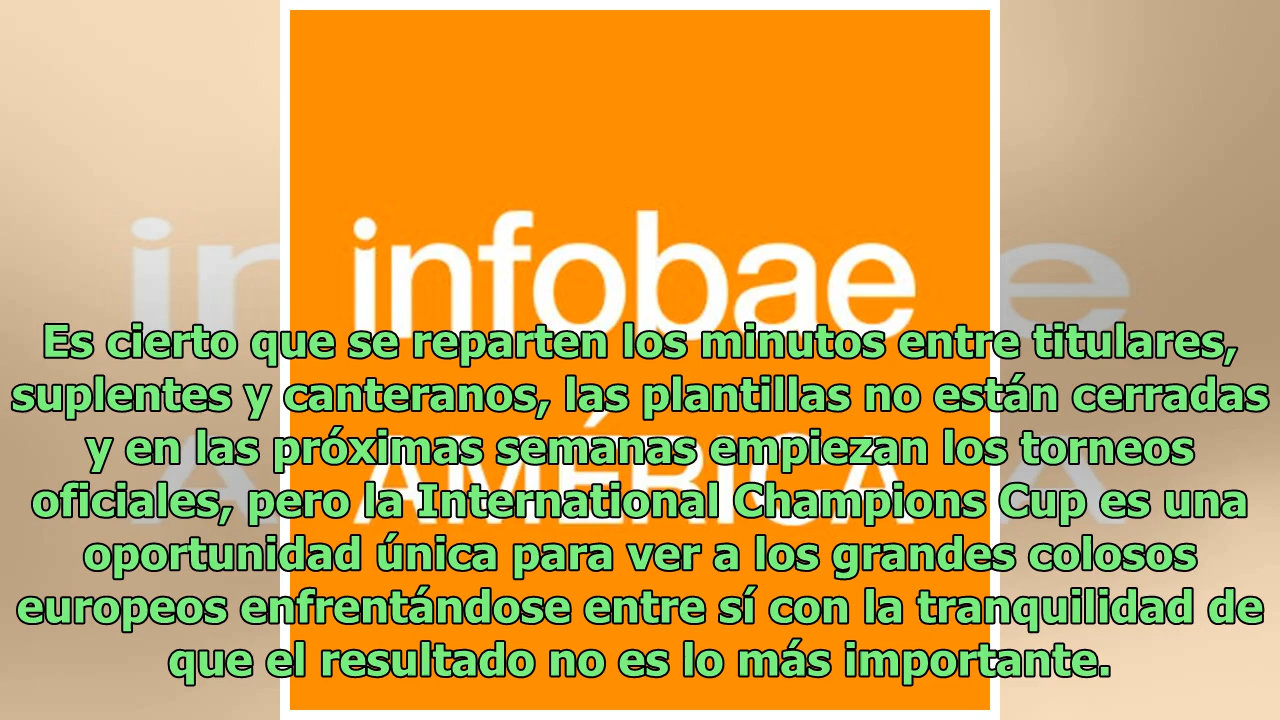 infobae
AMÉRICA
Es cierto que se reparten los minutos entre titulares,
suplentes y canteranos, las plantillas no están cerradas
y en las próximas semanas empiezan los torneos
oficiales, pero la International Champions Cup es una
oportunidad única para ver a los grandes colosos
europeos enfrentándose entre sí con la tranquilidad de
que el resultado no es lo más importante.